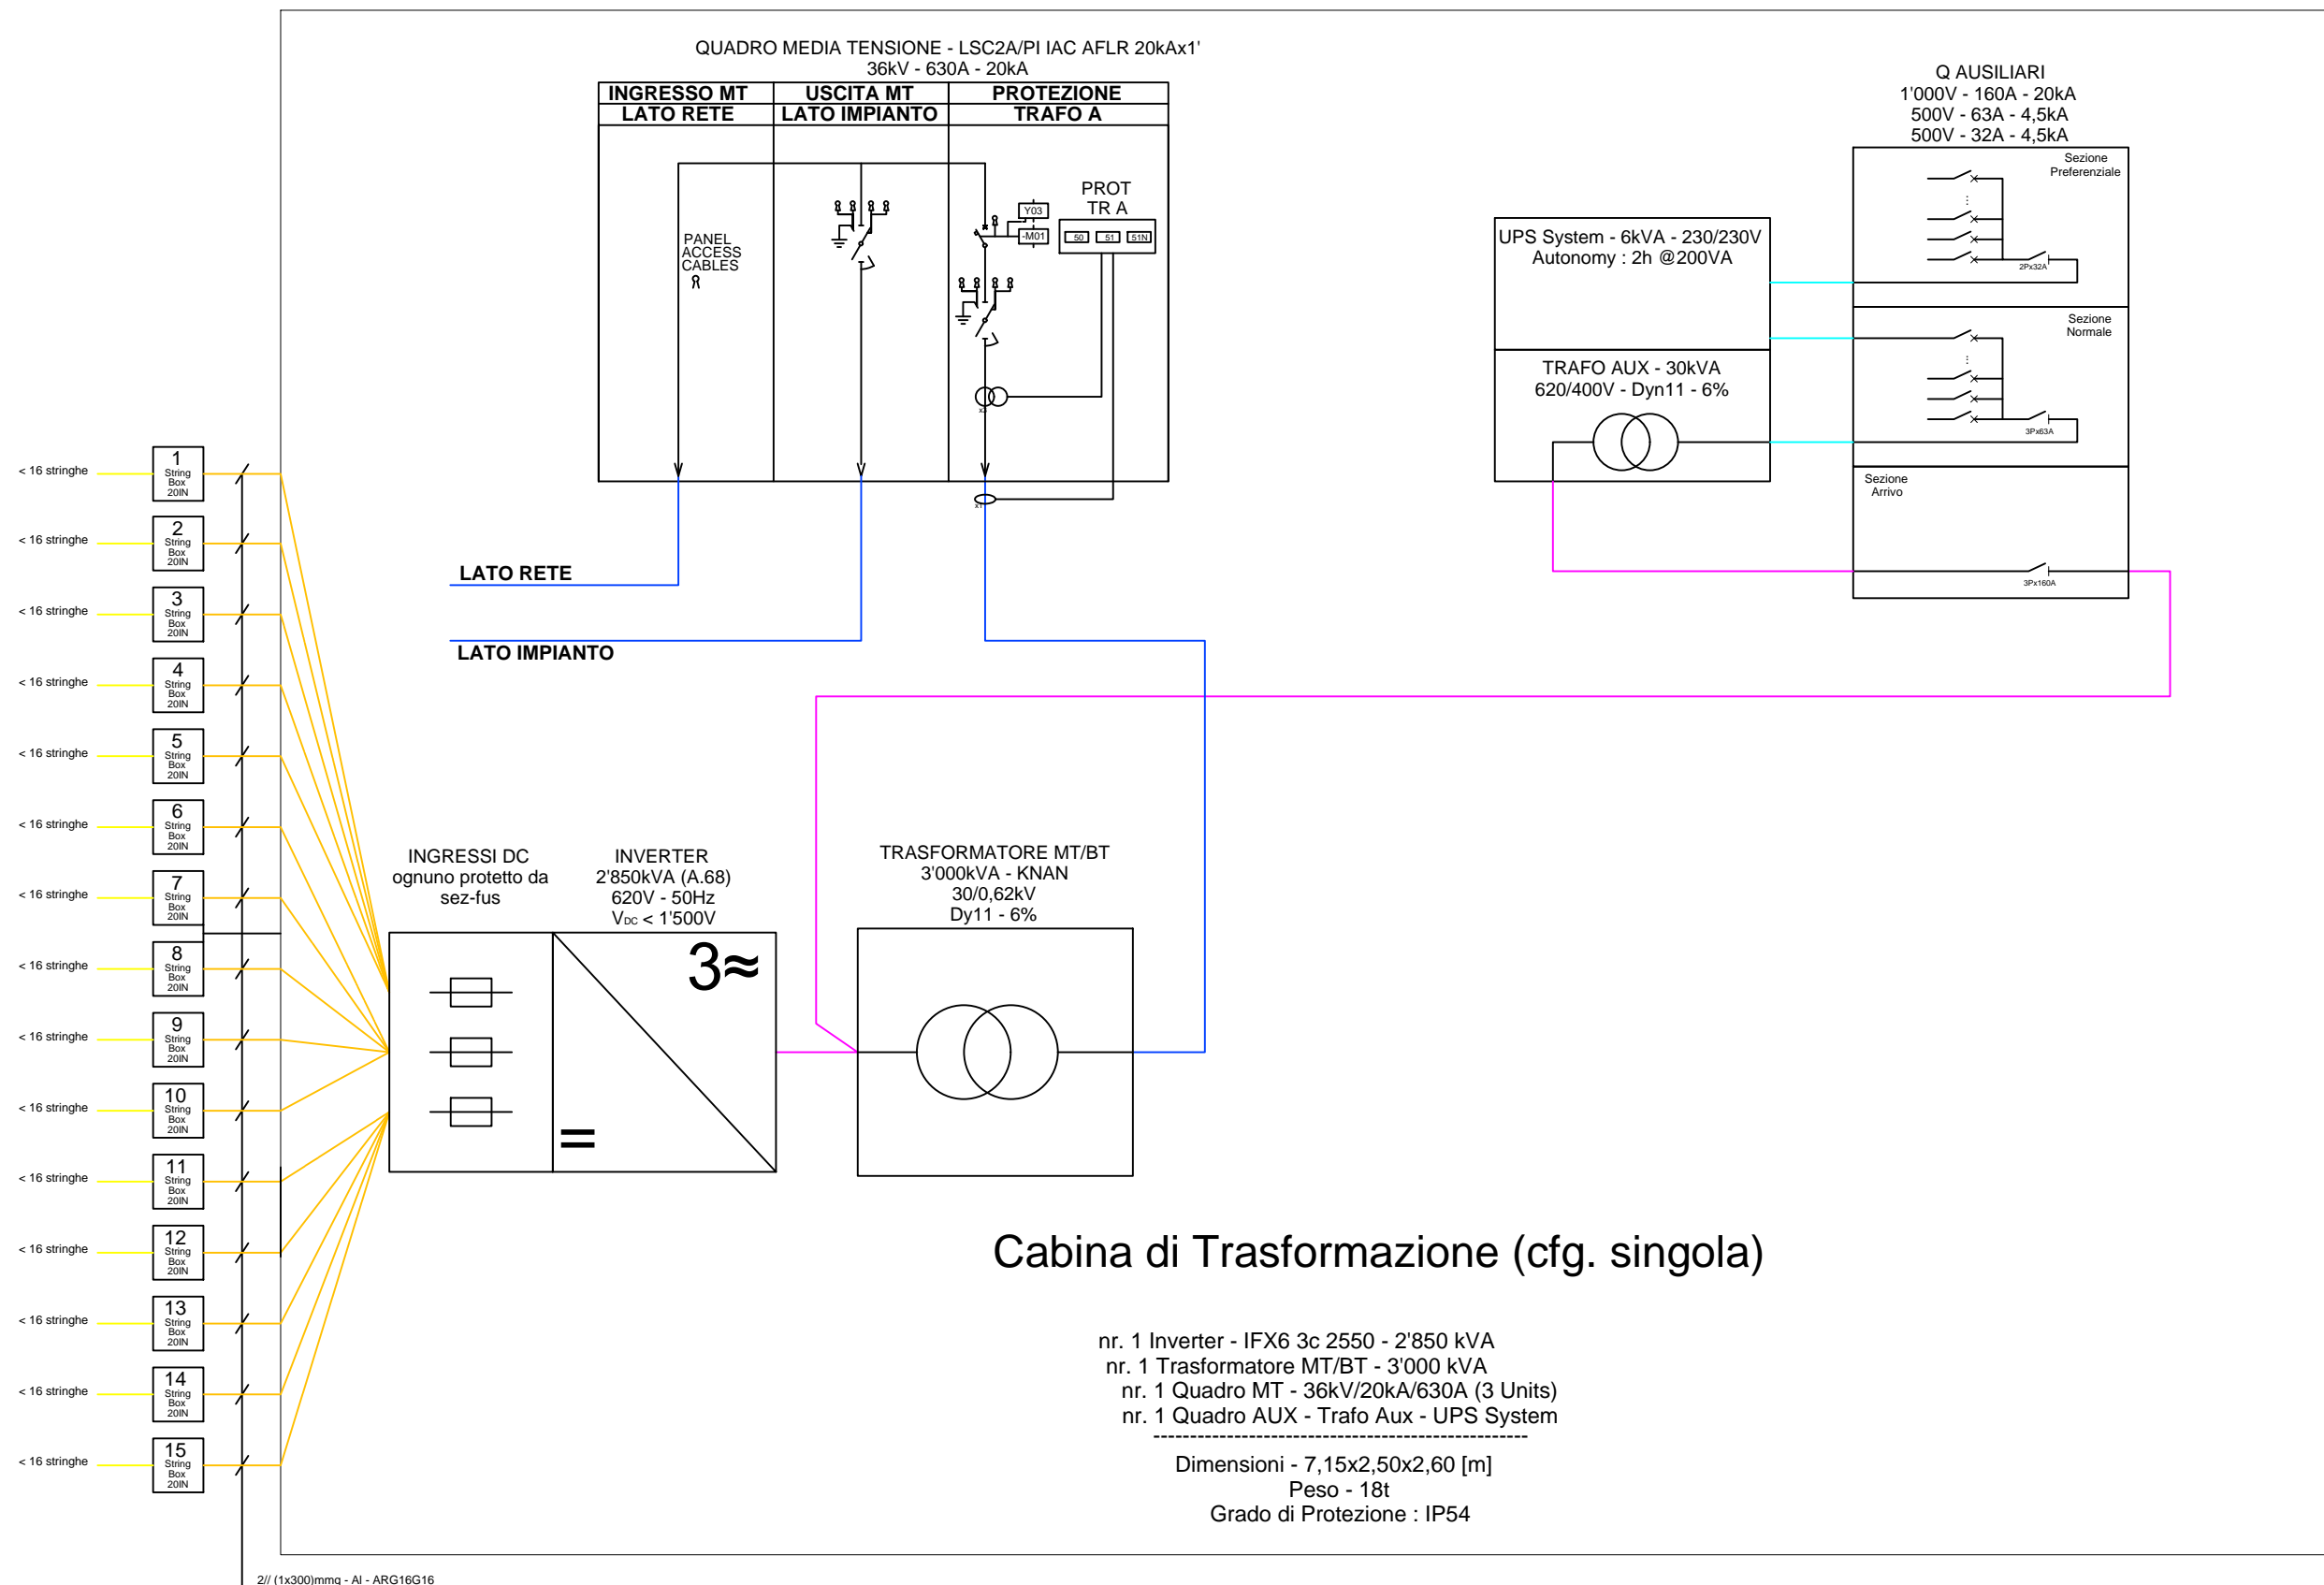 QUADRO MEDIA TENSIONE - LSC2A/PI IAC AFLR 20kAx1'
36kV - 630A - 20kA
INGRESSO MT
LATO RETE
USCITA MT
LATO IMPIANTO
PROTEZIONE
TRAFO A
PANEL
ACCESS
CABLES
Y03
-M01
PROT
TR A
50
51
51N
x3
x1
LATO RETE
LATO IMPIANTO
UPS System - 6kVA - 230/230V
Autonomy : 2h @200VA
TRAFO AUX - 30kVA
620/400V - Dyn11 - 6%
Q AUSILIARI
1'000V - 160A - 20kA
500V - 63A - 4,5kA
500V - 32A - 4,5kA
Sezione
Preferenziale
2Px32A
Sezione
Normale
3Px63A
Sezione
Arrivo
3Px160A
< 16 stringhe
1
String
Box
20IN
< 16 stringhe
2
String
Box
20IN
< 16 stringhe
3
String
Box
20IN
< 16 stringhe
4
String
Box
20IN
< 16 stringhe
5
String
Box
20IN
< 16 stringhe
6
String
Box
20IN
< 16 stringhe
7
String
Box
20IN
< 16 stringhe
8
String
Box
20IN
< 16 stringhe
9
String
Box
20IN
< 16 stringhe
10
String
Box
20IN
< 16 stringhe
11
String
Box
20IN
< 16 stringhe
12
String
Box
20IN
< 16 stringhe
13
String
Box
20IN
< 16 stringhe
14
String
Box
20IN
< 16 stringhe
15
String
Box
20IN
INGRESSI DC
ognuno protetto da
sez-fus
INVERTER
2'850kVA (A.68)
620V - 50Hz
VDC < 1'500V
3≈
=
TRASFORMATORE MT/BT
3'000kVA - KNAN
30/0,62kV
Dy11 - 6%
Cabina di Trasformazione (cfg. singola)
nr. 1 Inverter - IFX6 3c 2550 - 2'850 kVA
nr. 1 Trasformatore MT/BT - 3'000 kVA
nr. 1 Quadro MT - 36kV/20kA/630A (3 Units)
nr. 1 Quadro AUX - Trafo Aux - UPS System
---------------------------------------------------
Dimensioni - 7,15x2,50x2,60 [m]
Peso - 18t
Grado di Protezione : IP54
2// (1x300)mmq - Al - ARG16G16